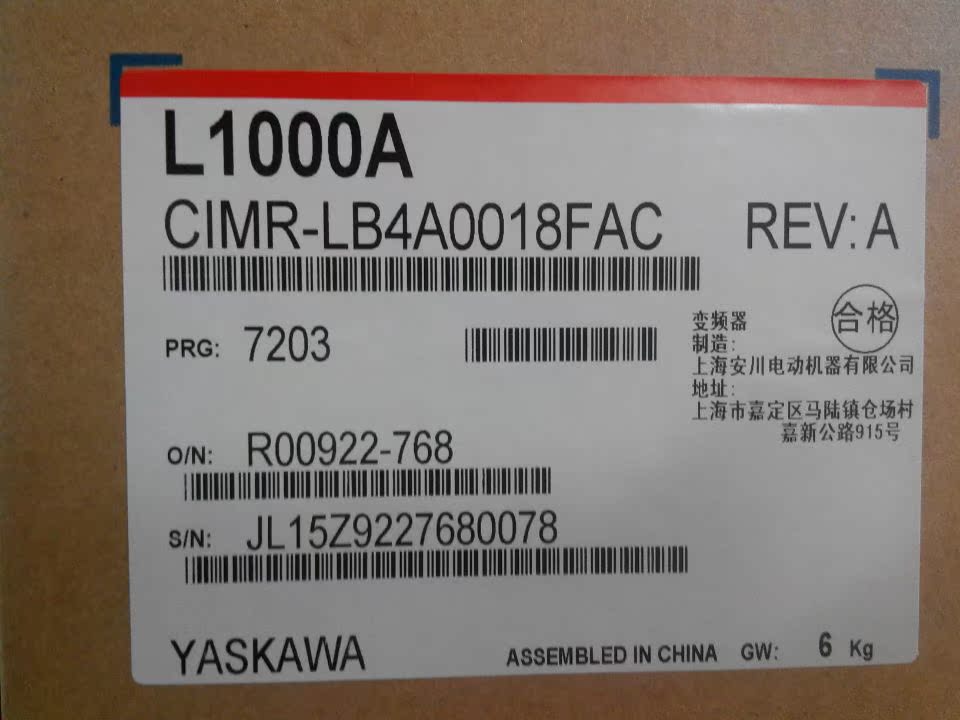 L1000A
CIMR-LB4A0018FAC REV: A
PRG: 7203
变频器
合格
制造:
上海安川电动机器有限公司
地址:
上海市嘉定区马陆镇仓场村
嘉新公路915号
O/N: R00922-768
S/N: JL15Z9227680078
YASKAWA ASSEMBLED IN CHINA GW: 6 Kg